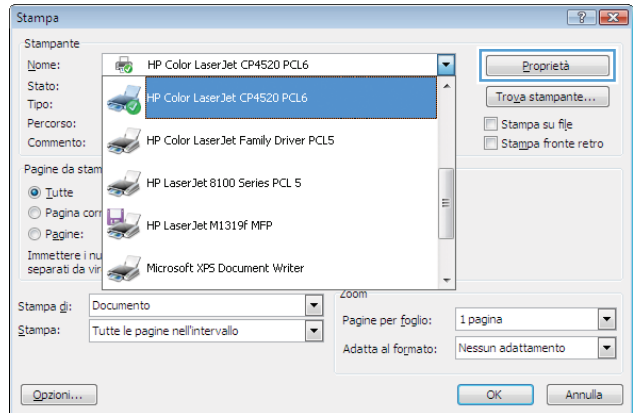 Stampa
Stampante
Nome: HP Color LaserJet CP4520 PCL6 Proprietà
Stato: HP Color LaserJet CP4520 PCL6 Trova stampante...
Tipo:
Percorso: Stampa su file
Commento: HP Color LaserJet Family Driver PCL5 Stampa fronte retro
Pagine da stam
HP LaserJet 8100 Series PCL 5
Tutte
Pagina corr
Pagine: HP LaserJet M1319f MFP
Immettere i nu
separati da vir Microsoft XPS Document Writer
Stampa di: Documento
Zoom
Stampa: Tutte le pagine nell'intervallo
Pagine per foglio: 1 pagina
Adatta al formato: Nessun adattamento
Opzioni... OK Annulla